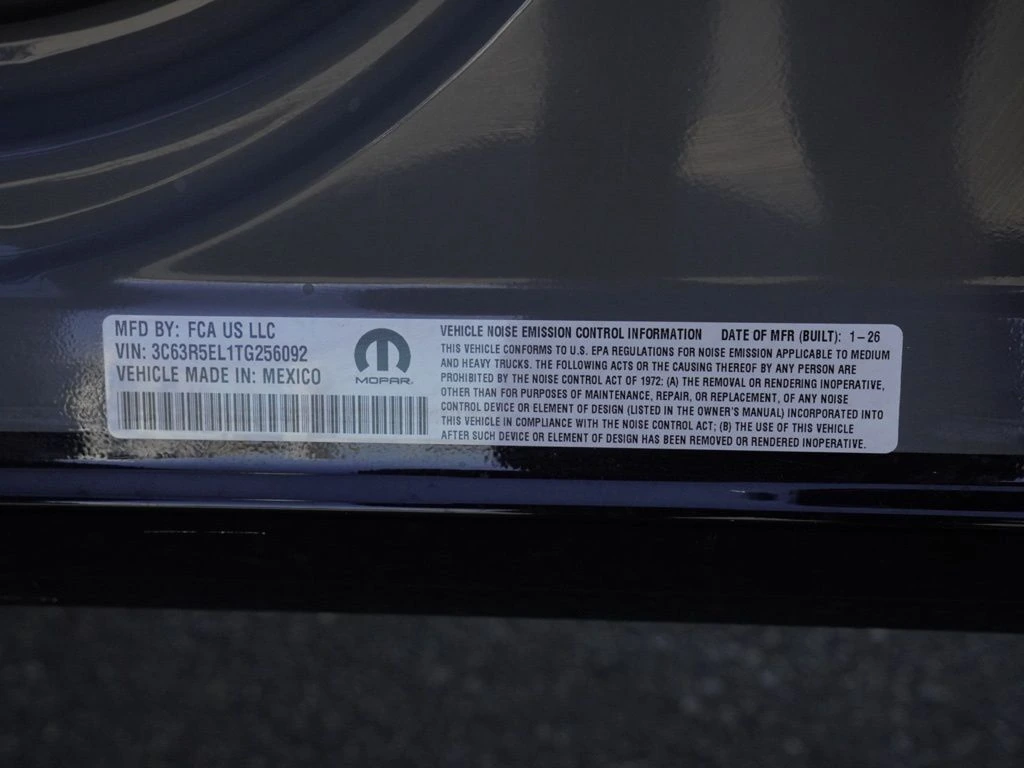 MFD BY: FCA US LLC
VIN: 3C63R5EL1TG256092
VEHICLE MADE IN: MEXICO
MOPAR.
VEHICLE NOISE EMISSION CONTROL INFORMATION DATE OF MFR (BUILT): 1-26
THIS VEHICLE CONFORMS TO U.S. EPA REGULATIONS FOR NOISE EMISSION APPLICABLE TO MEDIUM
AND HEAVY TRUCKS. THE FOLLOWING ACTS OR THE CAUSING THEREOF BY ANY PERSON ARE
PROHIBITED BY THE NOISE CONTROL ACT OF 1972: (A) THE REMOVAL OR RENDERING INOPERATIVE,
OTHER THAN FOR PURPOSES OF MAINTENANCE, REPAIR, OR REPLACEMENT, OF ANY NOISE
CONTROL DEVICE OR ELEMENT OF DESIGN (LISTED IN THE OWNER'S MANUAL) INCORPORATED INTO
THIS VEHICLE IN COMPLIANCE WITH THE NOISE CONTROL ACT; (B) THE USE OF THIS VEHICLE
AFTER SUCH DEVICE OR ELEMENT OF DESIGN HAS BEEN REMOVED OR RENDERED INOPERATIVE.